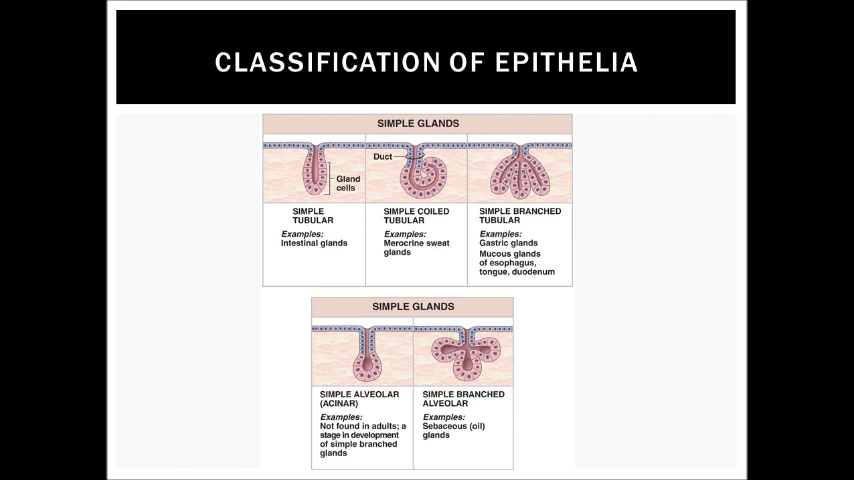 CLASSIFICATION OF EPITHELIA
SIMPLE GLANDS
Gland
cells
Duct
SIMPLE
TUBULAR
Examples:
Intestinal glands
SIMPLE COILED
TUBULAR
Examples:
Merocrine sweat
glands
SIMPLE BRANCHED
TUBULAR
Examples:
Gastric glands
Mucous glands
of esophagus,
tongue, duodenum
SIMPLE GLANDS
SIMPLE ALVEOLAR
(ACINAR)
Examples:
Not found in adults; a
stage in development
of simple branched
glands
SIMPLE BRANCHED
ALVEOLAR
Examples:
Sebaceous (oil)
glands